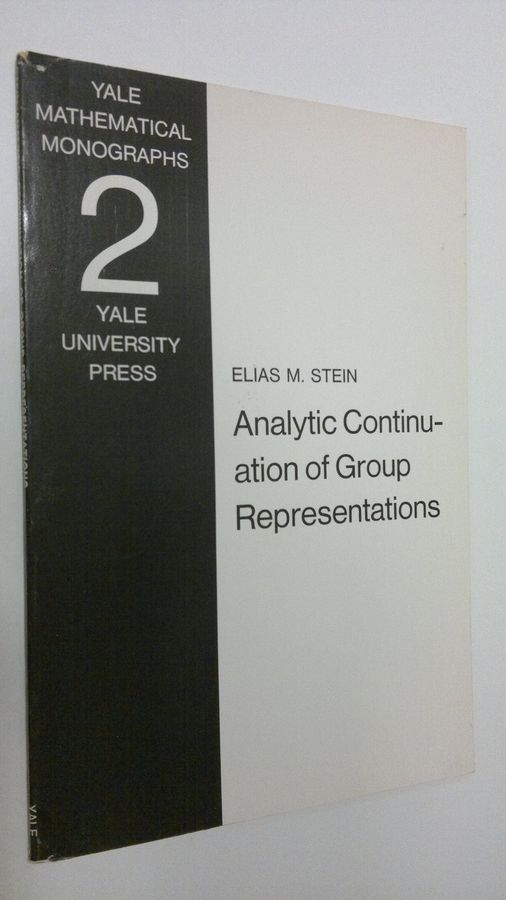 YALE
MATHEMATICAL
MONOGRAPHS
2
YALE
UNIVERSITY
PRESS
ELIAS M. STEIN
Analytic Continu-
ation of Group
Representations
YALE